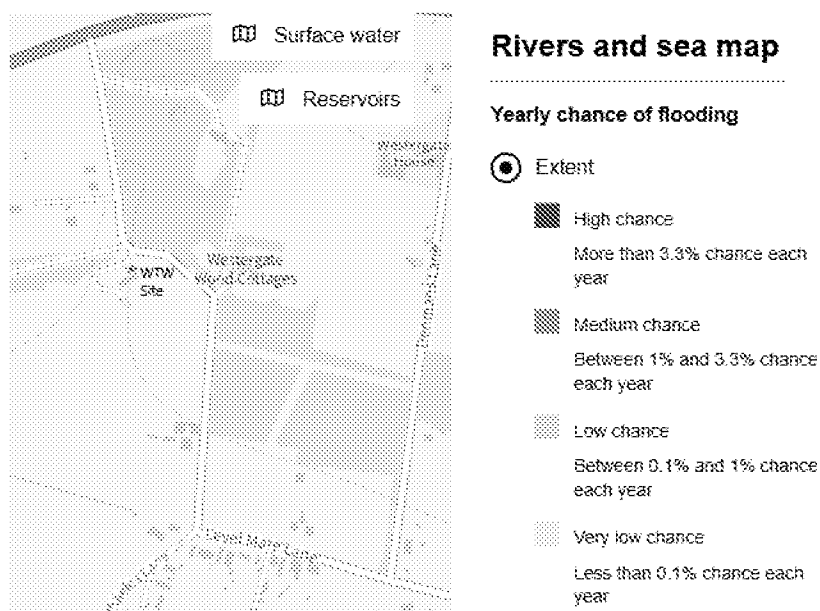 Surface water
Reservoirs
Westergate
House
Westergate
Wood Cottages
WTW
Site
Level Mare Lane
Rivers and sea map
Yearly chance of flooding
Extent
High chance
More than 3.3% chance each
year
Medium chance
Between 1% and 3.3% chance
each year
Low chance
Between 0.1% and 1% chance
each year
Very low chance
Less than 0.1% chance each
year